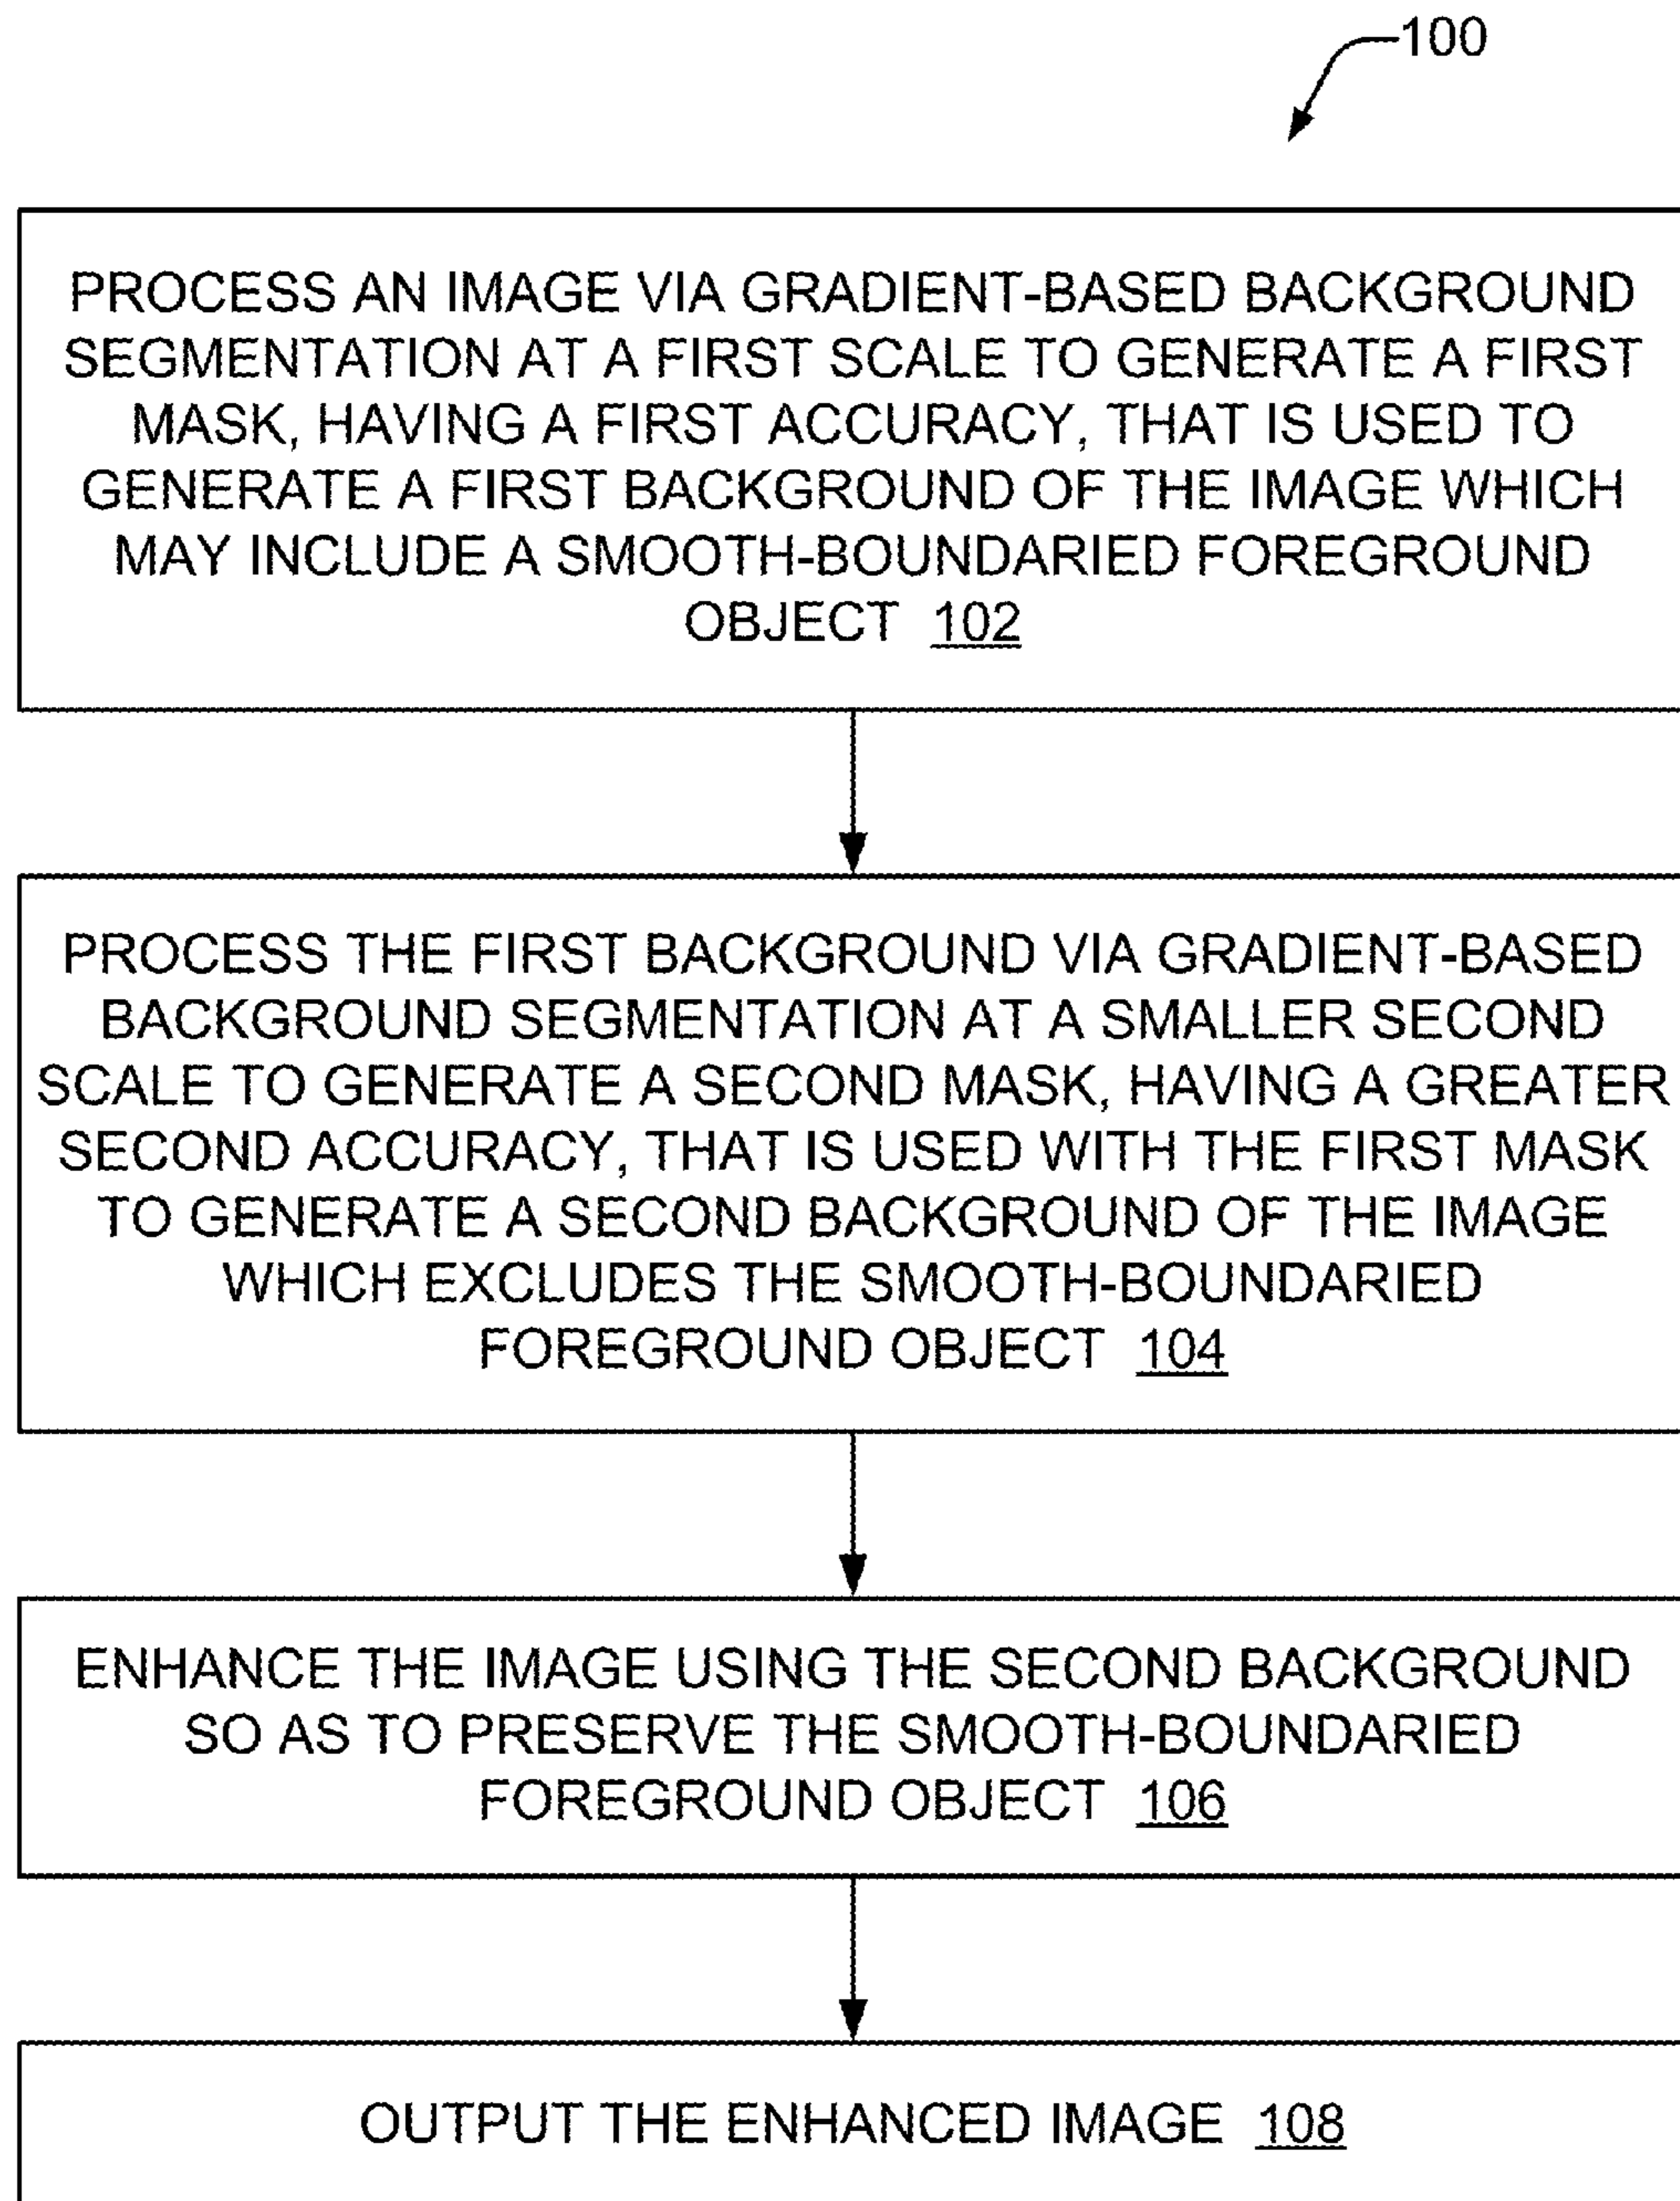 100
PROCESS AN IMAGE VIA GRADIENT-BASED BACKGROUND
SEGMENTATION AT A FIRST SCALE TO GENERATE A FIRST
MASK, HAVING A FIRST ACCURACY, THAT IS USED TO
GENERATE A FIRST BACKGROUND OF THE IMAGE WHICH
MAY INCLUDE A SMOOTH-BOUNDARIED FOREGROUND
OBJECT 102
PROCESS THE FIRST BACKGROUND VIA GRADIENT-BASED
BACKGROUND SEGMENTATION AT A SMALLER SECOND
SCALE TO GENERATE A SECOND MASK, HAVING A GREATER
SECOND ACCURACY, THAT IS USED WITH THE FIRST MASK
TO GENERATE A SECOND BACKGROUND OF THE IMAGE
WHICH EXCLUDES THE SMOOTH-BOUNDARIED
FOREGROUND OBJECT 104
ENHANCE THE IMAGE USING THE SECOND BACKGROUND
SO AS TO PRESERVE THE SMOOTH-BOUNDARIED
FOREGROUND OBJECT 106
OUTPUT THE ENHANCED IMAGE 108